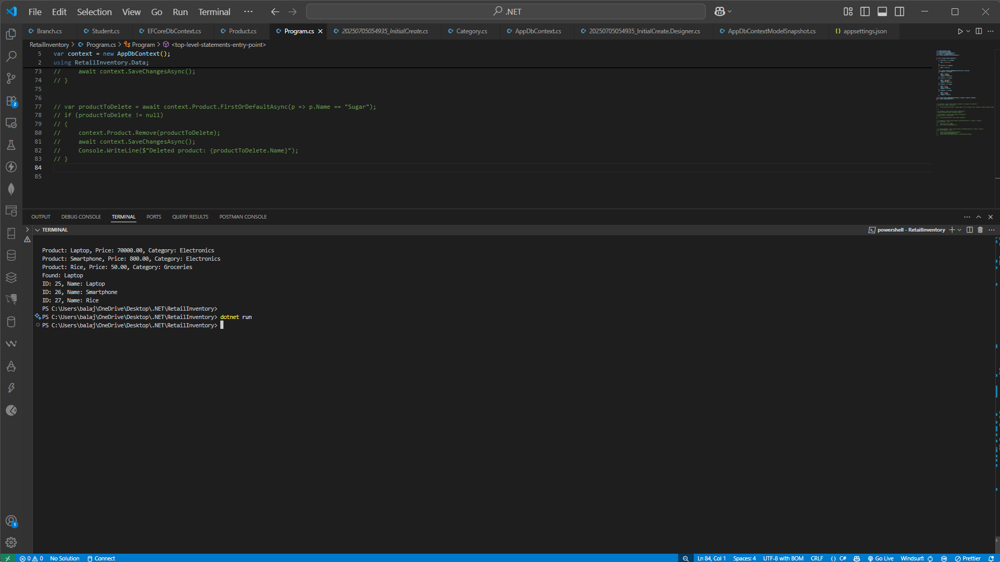 File Edit Selection View Go Run Terminal ··· .NET
Branch.cs Student.cs EFCoreDbContext.cs Product.cs Program.cs 20250705054935_InitialCreate.cs Category.cs AppDbContext.cs 20250705054935_InitialCreate.Designer.cs AppDbContextModelSnapshot.cs {} appsettings.json
RetailInventory > Program.cs > Program > <top-level-statements-entry-point>
5 var context = new AppDbContext();
2 using RetailInventory.Data;
73 //     await context.SaveChangesAsync();
74 // }
75
76
77 // var productToDelete = await context.Product.FirstOrDefaultAsync(p => p.Name == "Sugar");
78 // if (productToDelete != null)
79 // {
80 //     context.Product.Remove(productToDelete);
81 //     await context.SaveChangesAsync();
82 //     Console.WriteLine($"Deleted product: {productToDelete.Name}");
83 // }
84
85
OUTPUT DEBUG CONSOLE TERMINAL PORTS QUERY RESULTS POSTMAN CONSOLE
TERMINAL powershell - RetailInventory
Product: Laptop, Price: 70000.00, Category: Electronics
Product: Smartphone, Price: 800.00, Category: Electronics
Product: Rice, Price: 50.00, Category: Groceries
Found: Laptop
ID: 25, Name: Laptop
ID: 26, Name: Smartphone
ID: 27, Name: Rice
PS C:\Users\balaj\OneDrive\Desktop\.NET\RetailInventory>
PS C:\Users\balaj\OneDrive\Desktop\.NET\RetailInventory> dotnet run
PS C:\Users\balaj\OneDrive\Desktop\.NET\RetailInventory>
2
1
0 0 No Solution Connect Ln 84, Col 1 Spaces: 4 UTF-8 with BOM CRLF {} C# Go Live Windsurf: Prettier